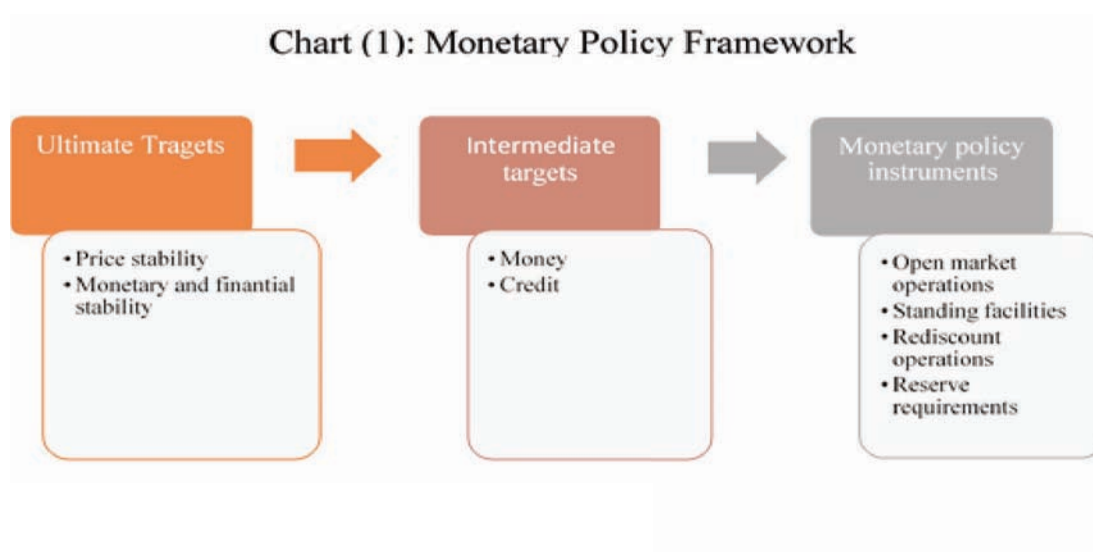 Chart (1): Monetary Policy Framework
Ultimate Tragets
• Price stability
• Monetary and finantial
stability
Intermediate
targets
• Money
• Credit
Monetary policy
instruments
• Open market
operations
• Standing facilities
• Rediscount
operations
• Reserve
requirements